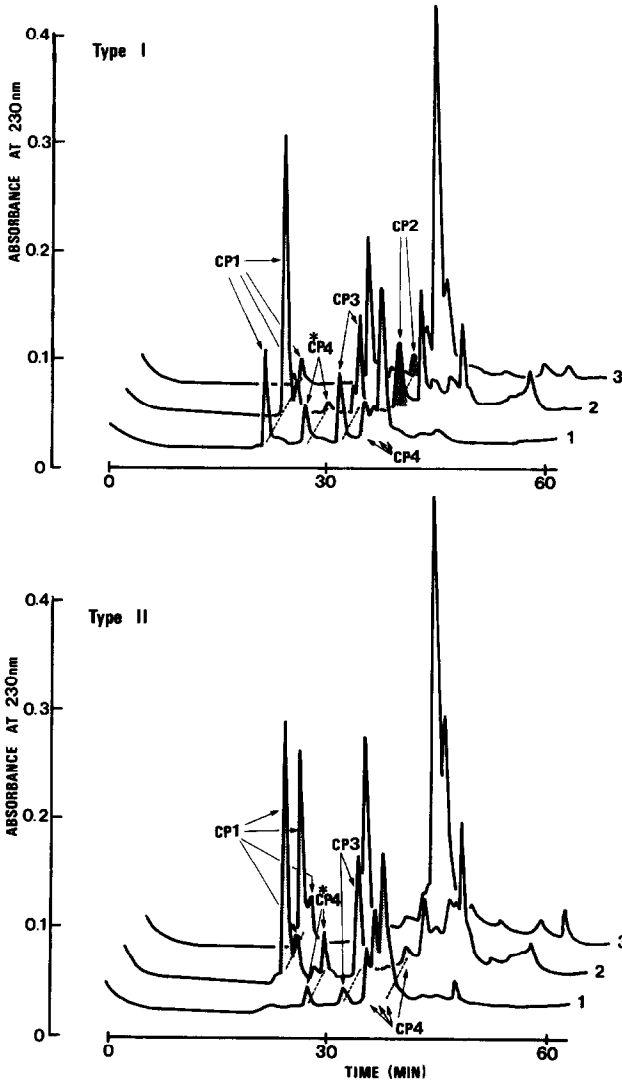 Type I
ABSORBANCE AT 230nm
0.4
0.3
0.2
0.1
0
CP1
*
CP4
CP3
CP2
CP4
3
2
1
0
30
60
Type II
ABSORBANCE AT 230nm
0.4
0.3
0.2
0.1
0
CP1
*
CP4
CP3
CP4
3
2
1
0
30
60
TIME (MIN)